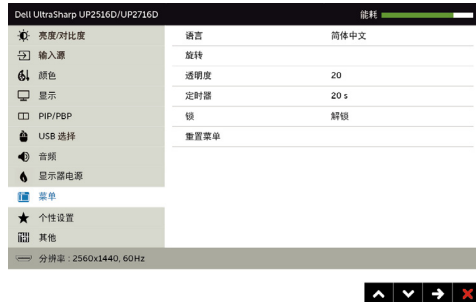 Dell UltraSharp UP2516D/UP2716D 能耗
亮度/对比度 语言 简体中文
输入源 旋转
颜色 透明度 20
显示 定时器 20 s
PIP/PBP 锁 解锁
USB 选择 重置菜单
音频
显示器电源
菜单
个性设置
其他
分辨率 : 2560x1440, 60Hz